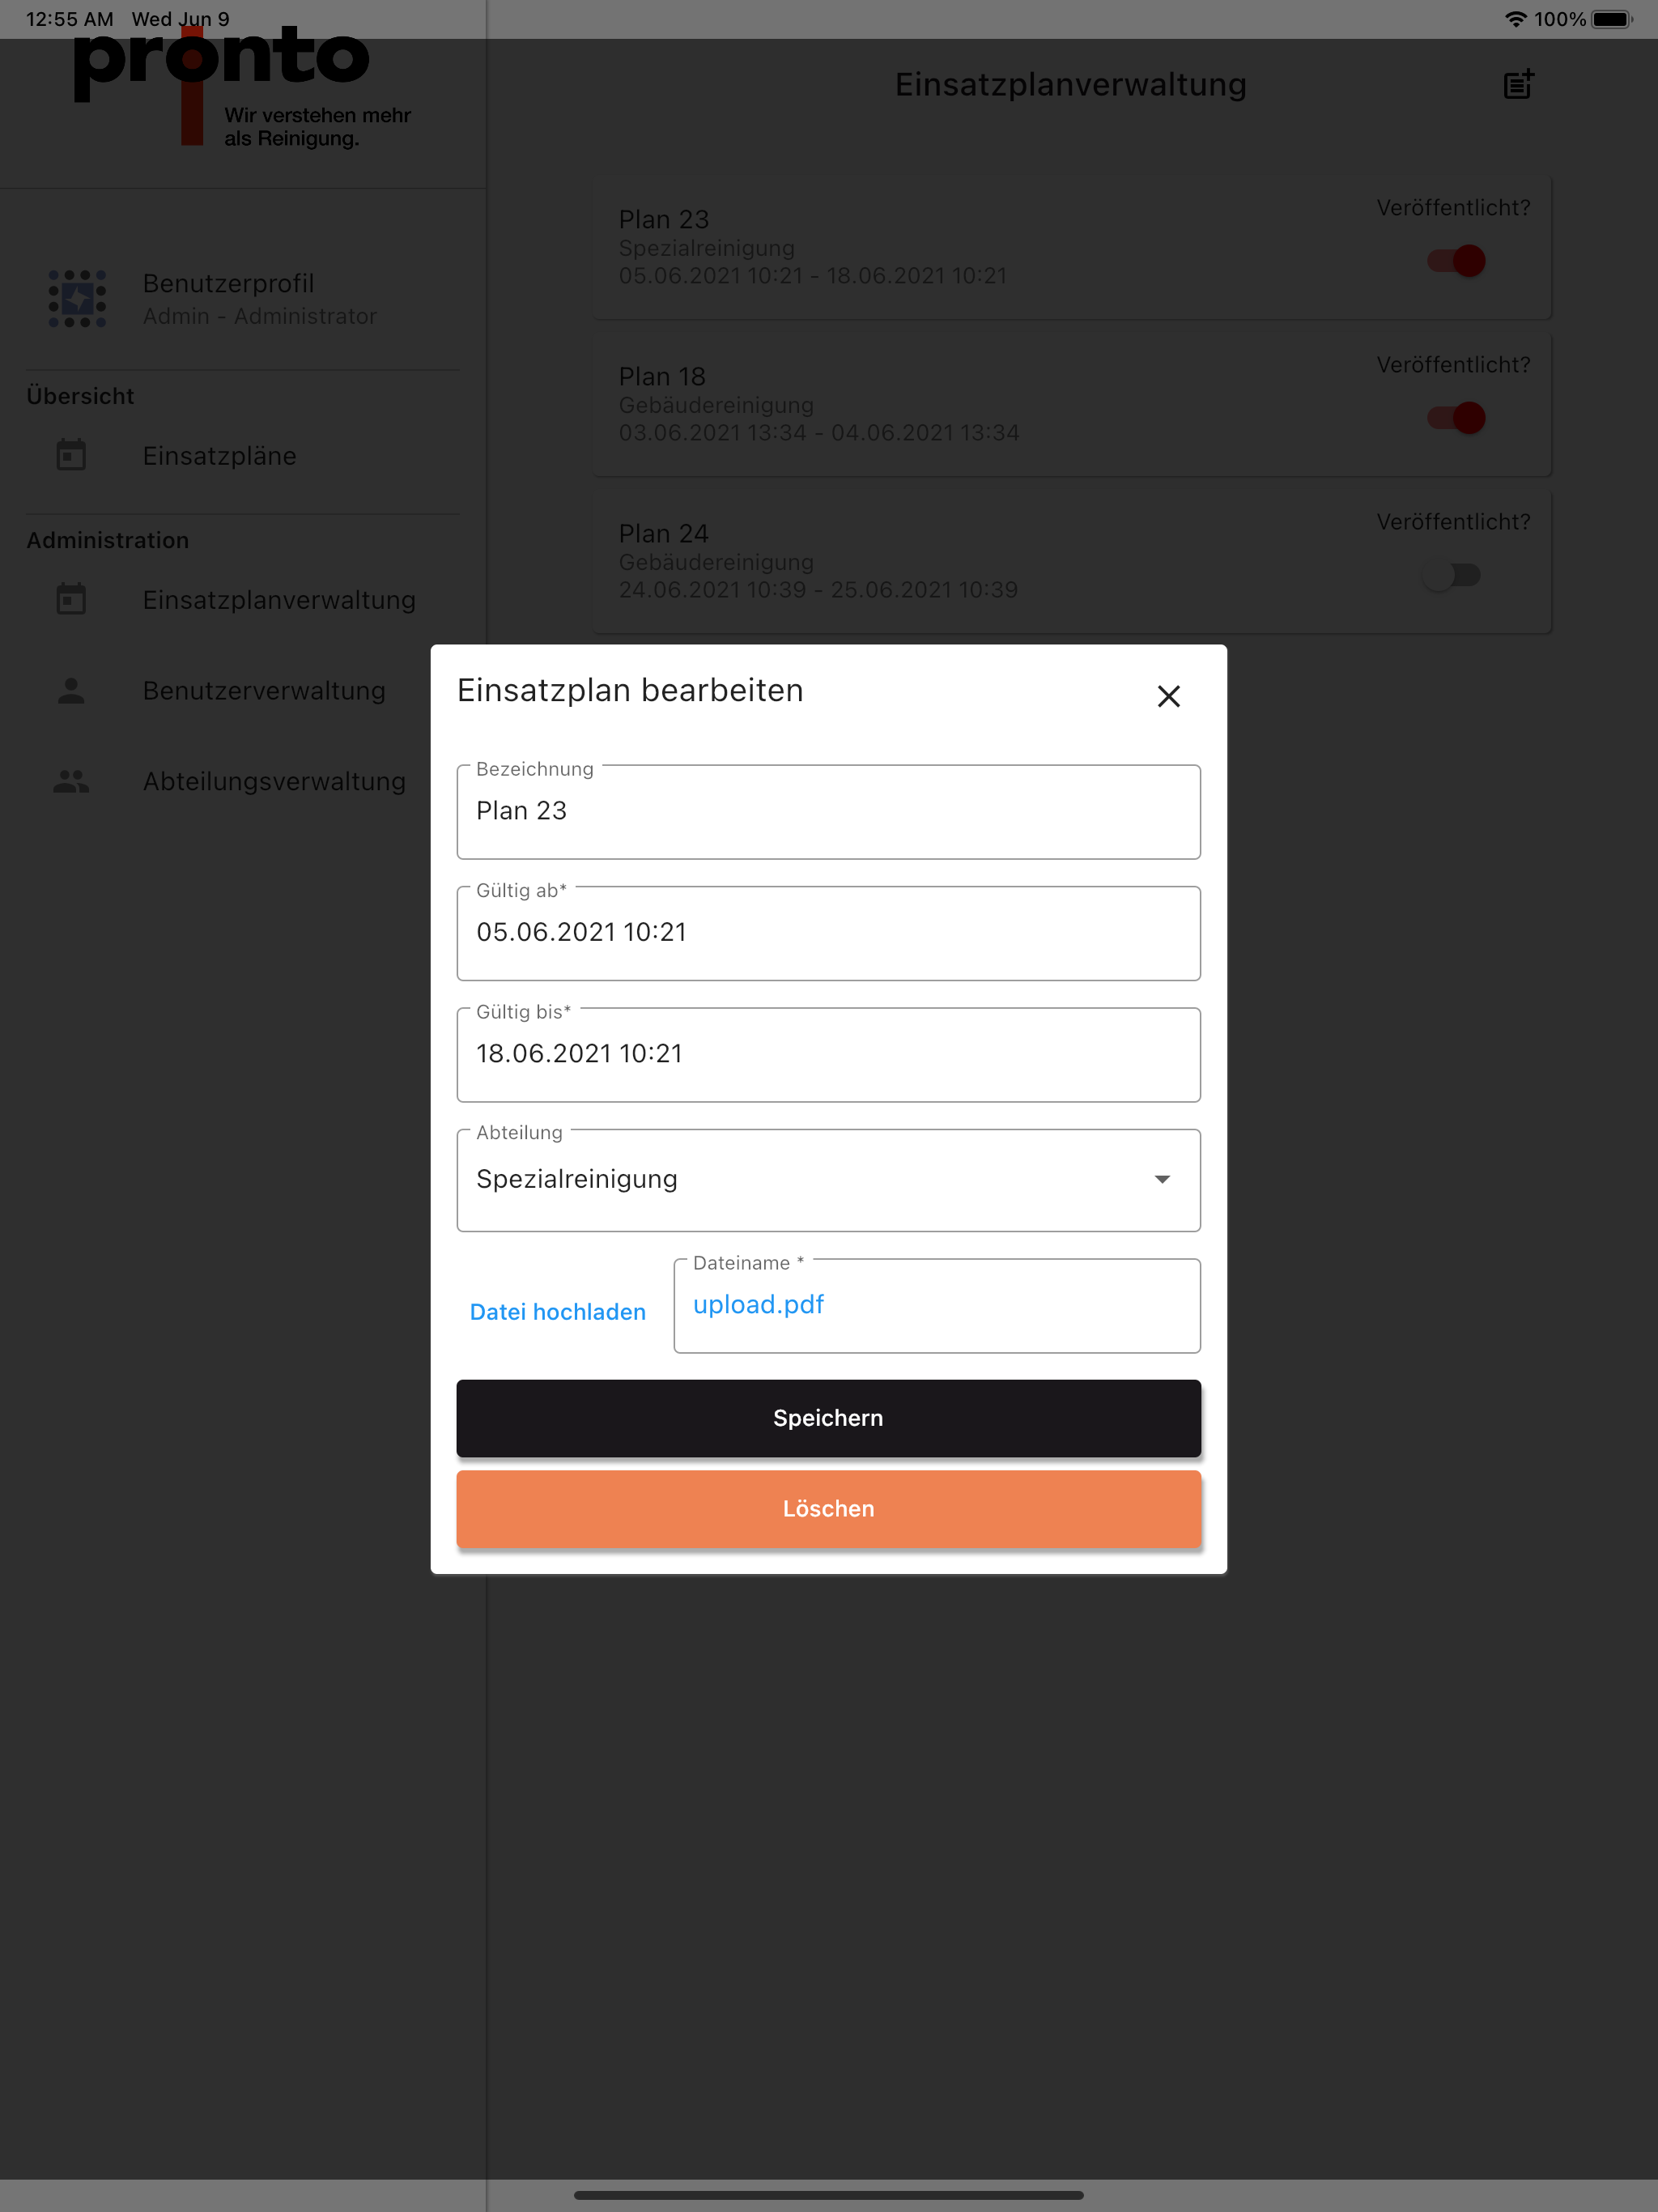 12:55 AM Wed Jun 9
100%
pronto
Wir verstehen mehr
als Reinigung.
Benutzerprofil
Admin - Administrator
Übersicht
Einsatzpläne
Administration
Einsatzplanverwaltung
Benutzerverwaltung
Abteilungsverwaltung
Einsatzplanverwaltung
Plan 23
Veröffentlicht?
Spezialreinigung
05.06.2021 10:21 - 18.06.2021 10:21
Plan 18
Veröffentlicht?
Gebäudereinigung
03.06.2021 13:34 - 04.06.2021 13:34
Plan 24
Veröffentlicht?
Gebäudereinigung
24.06.2021 10:39 - 25.06.2021 10:39
Einsatzplan bearbeiten
Bezeichnung
Plan 23
Gültig ab*
05.06.2021 10:21
Gültig bis*
18.06.2021 10:21
Abteilung
Spezialreinigung
Datei hochladen
Dateiname *
upload.pdf
Speichern
Löschen